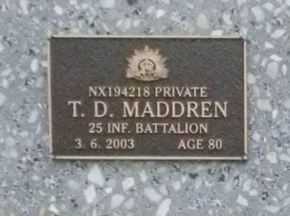 NX194218 PRIVATE
T. D. MADDREN
25 INF. BATTALION
3. 6. 2003 AGE 80